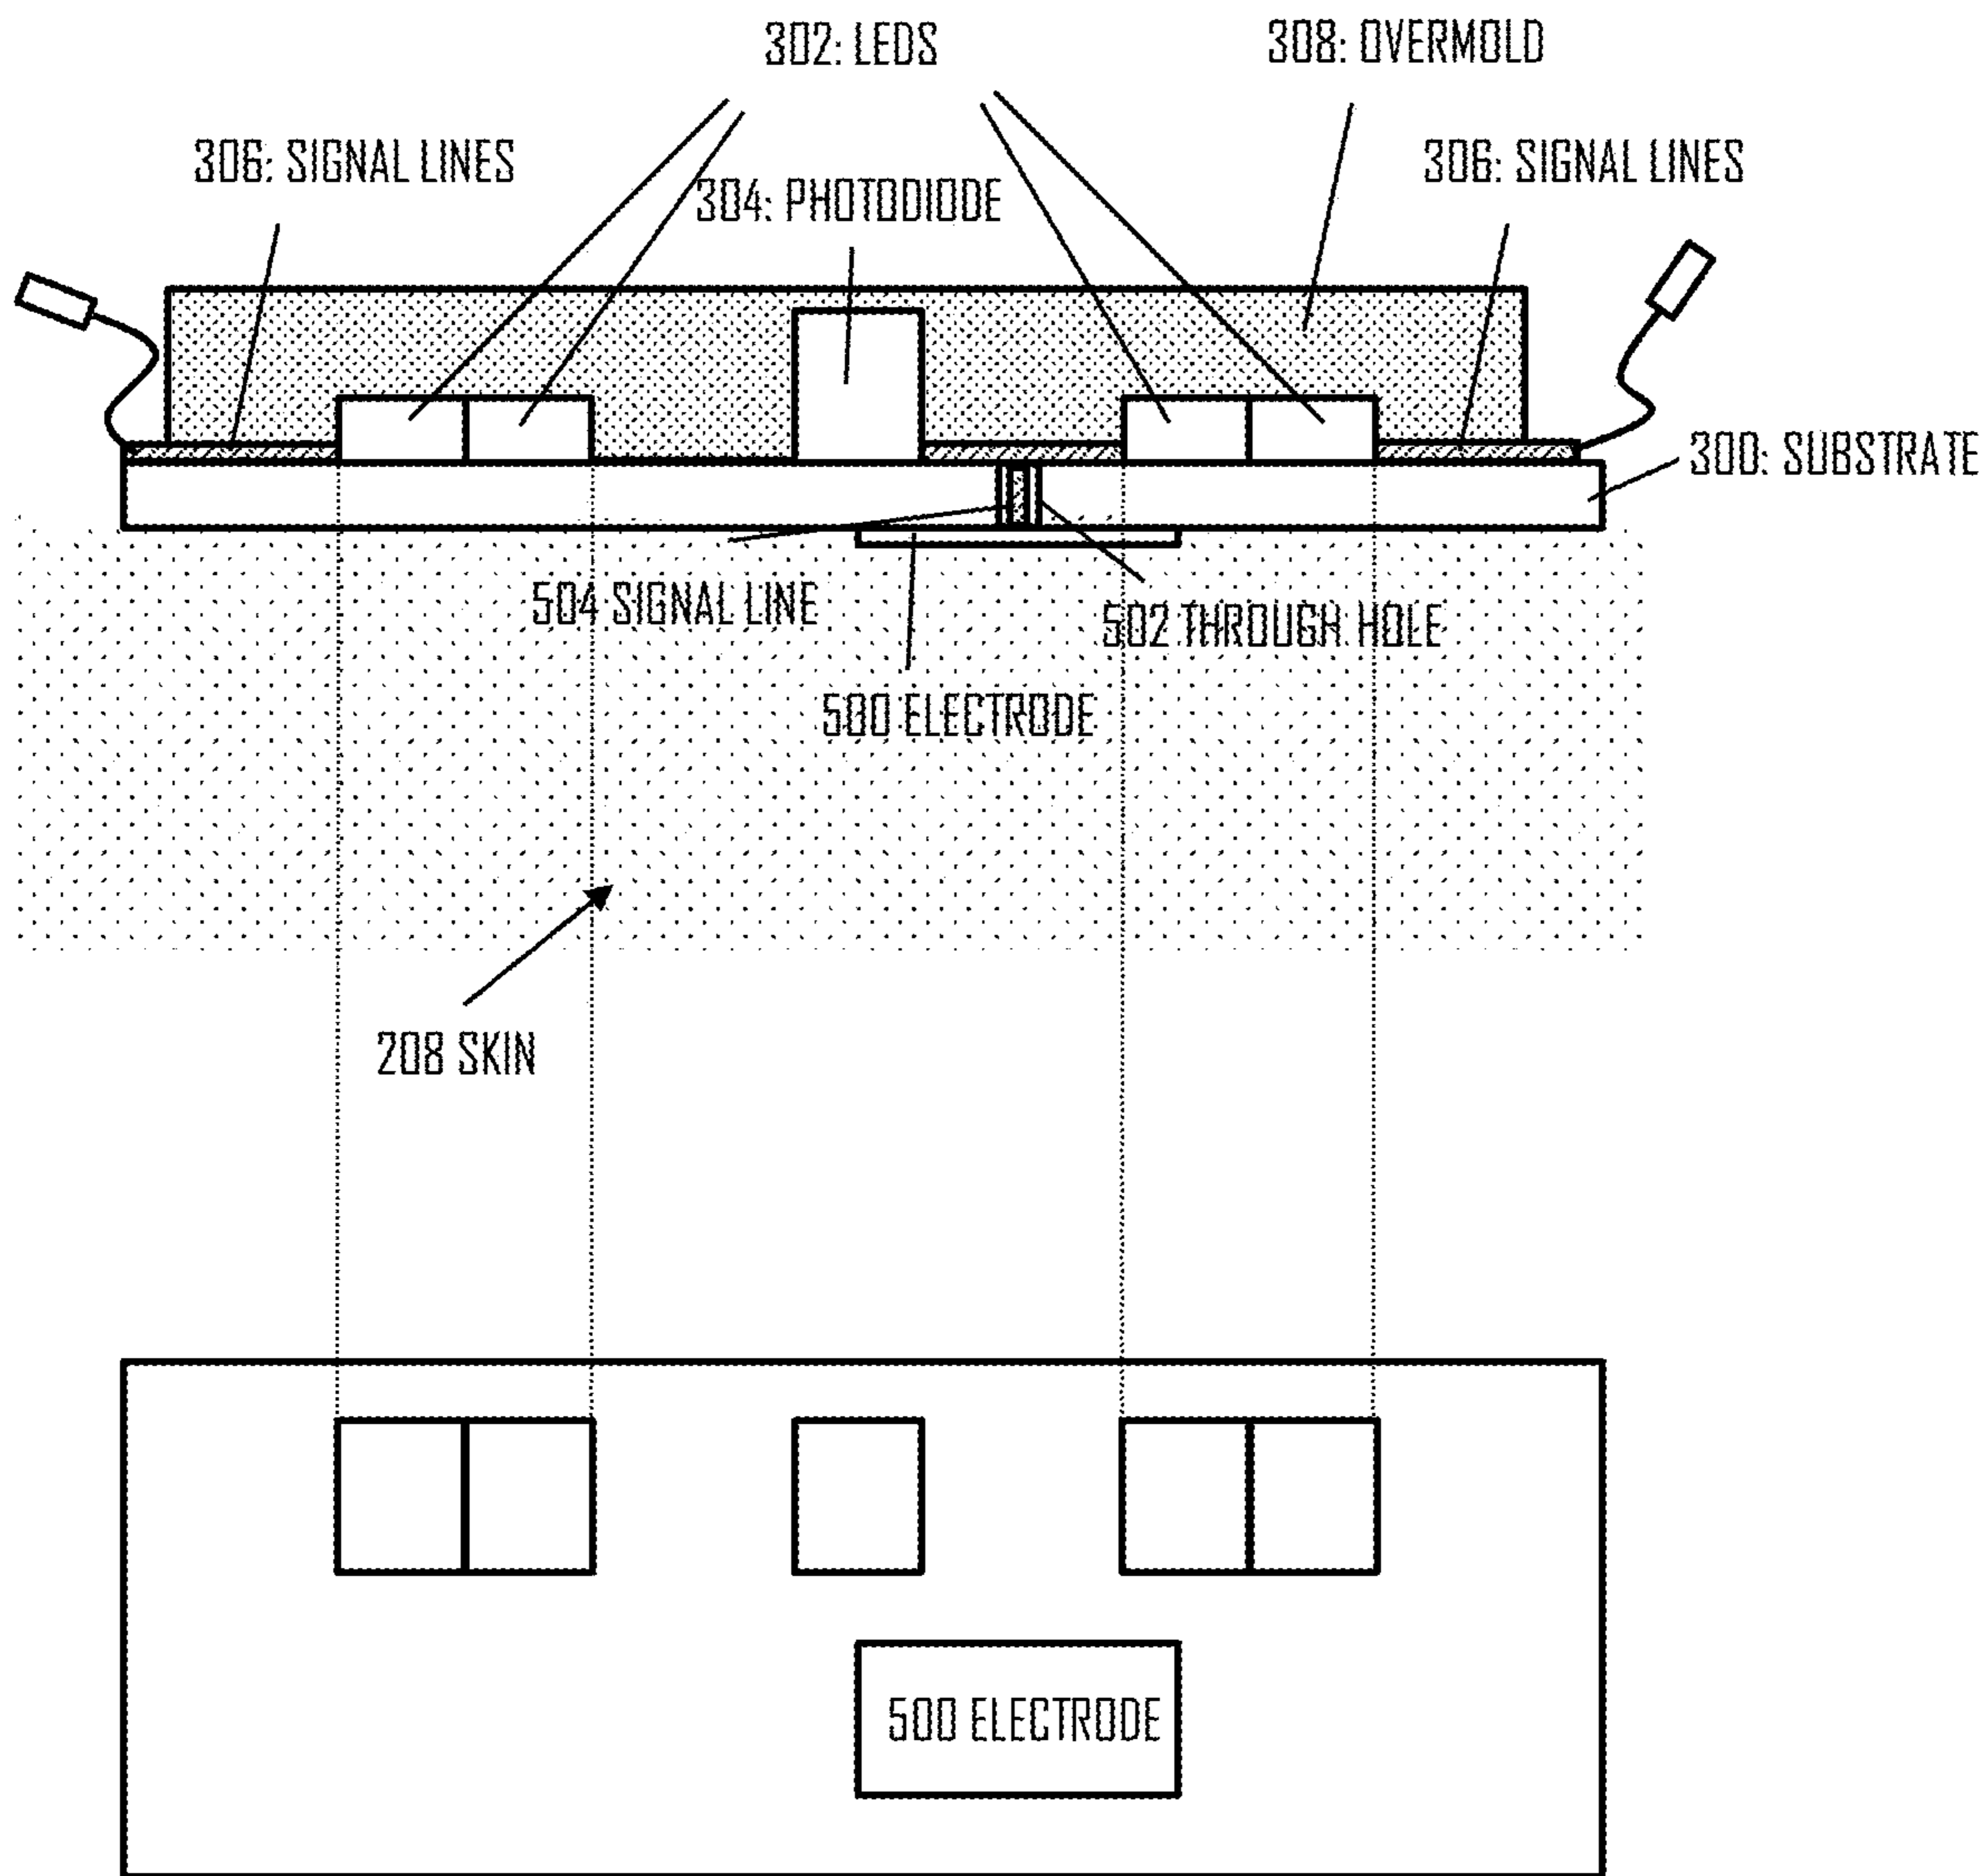 302: LEDS
308: OVERMOLD
306: SIGNAL LINES
306: SIGNAL LINES
304: PHOTODIODE
300: SUBSTRATE
504 SIGNAL LINE
502 THROUGH HOLE
500 ELECTRODE
208 SKIN
500 ELECTRODE